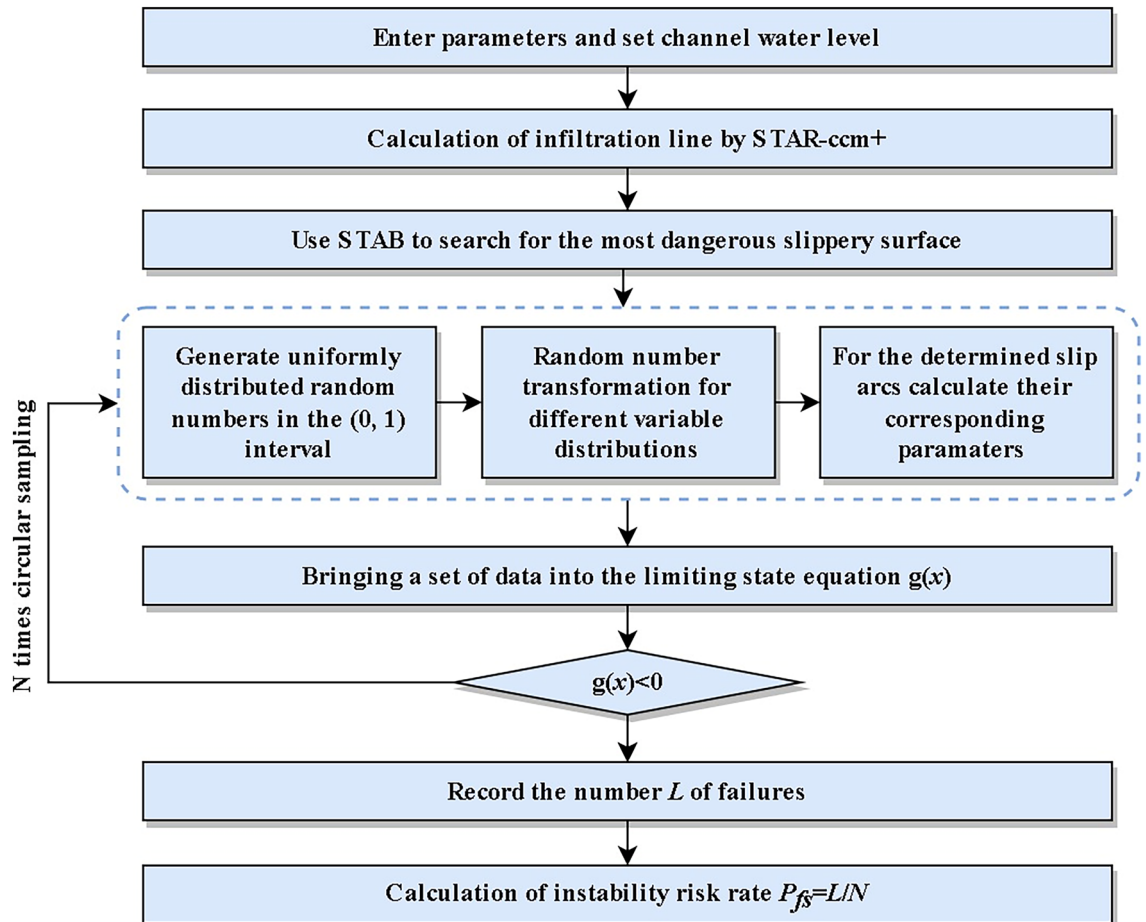 Enter parameters and set channel water level
Calculation of infiltration line by STAR-ccm+
Use STAB to search for the most dangerous slippery surface
Generate uniformly
distributed random
numbers in the (0, 1)
interval
Random number
transformation for
different variable
distributions
For the determined slip
arcs calculate their
corresponding
paramaters
N times circular sampling
Bringing a set of data into the limiting state equation g(x)
g(x)<0
Record the number L of failures
Calculation of instability risk rate Pfs=L/N